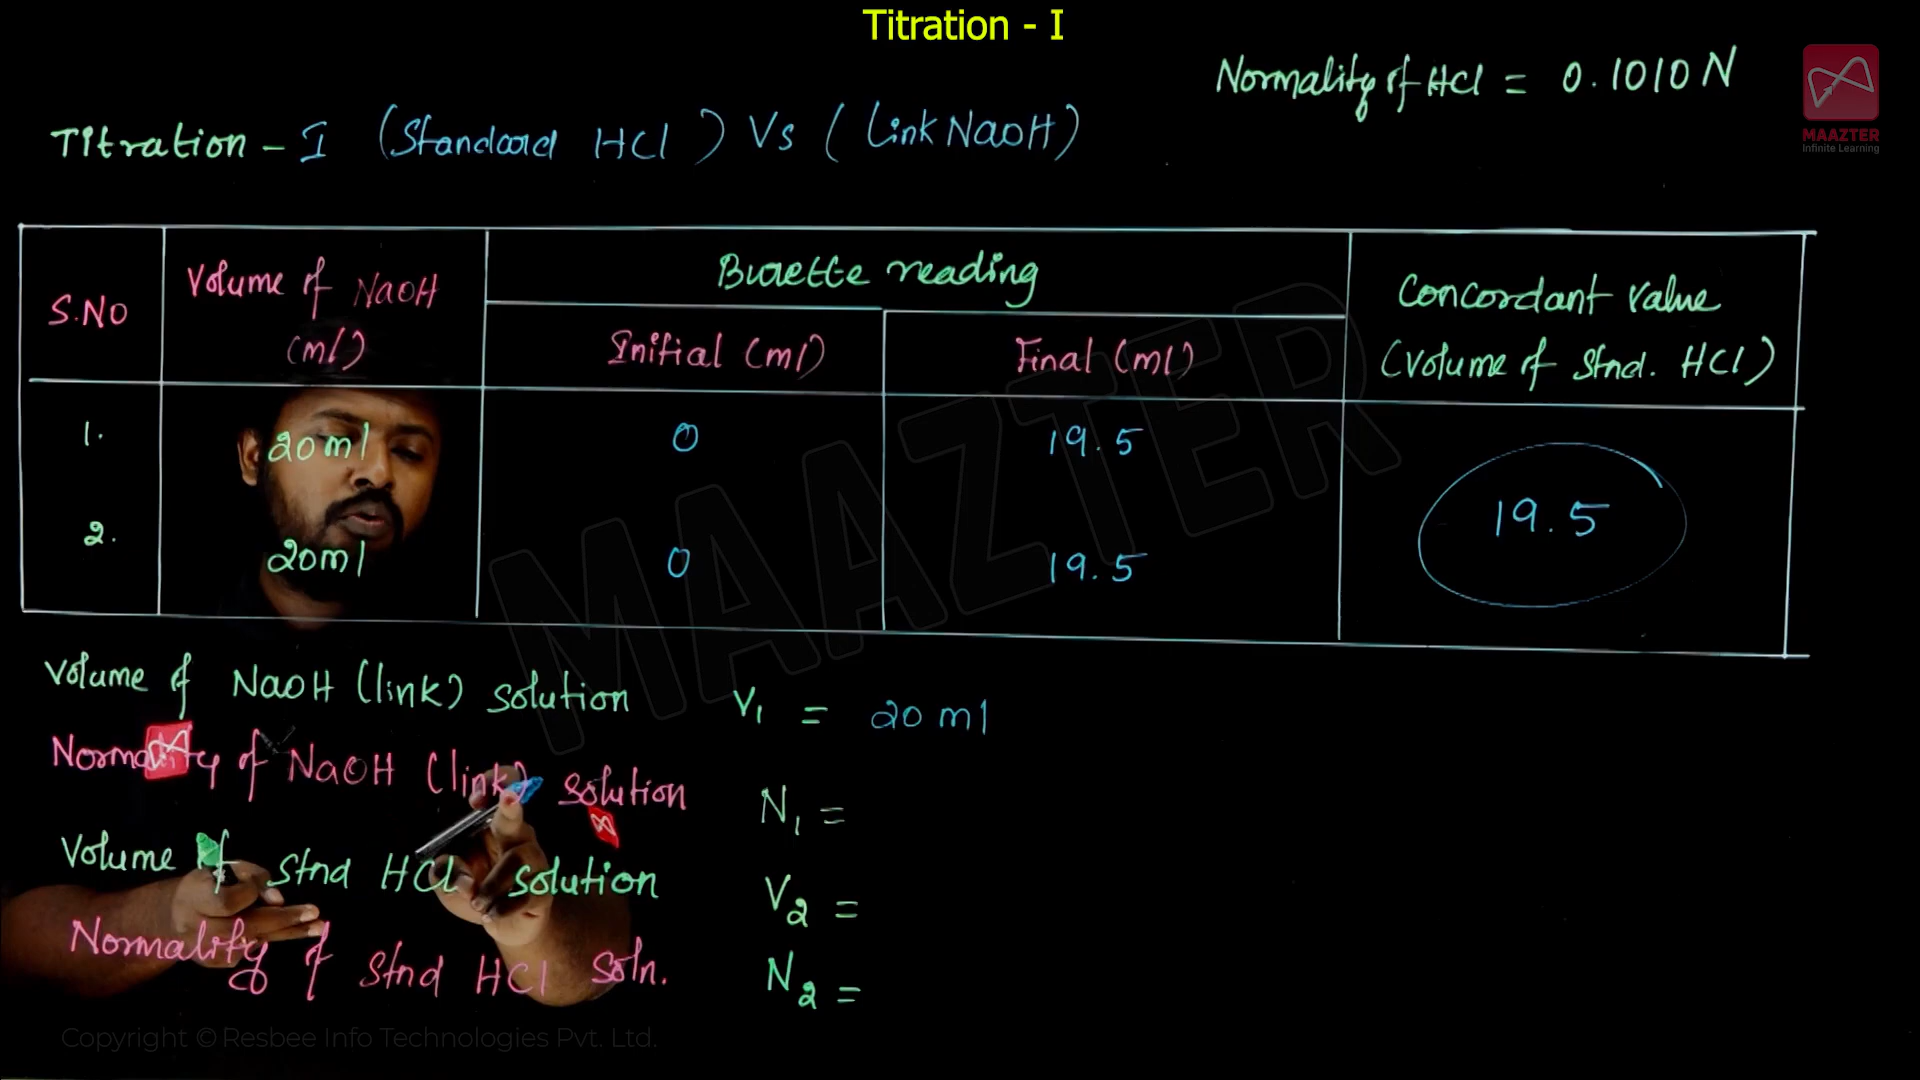 Titration - I
Normality of HCl = 0.1010 N
MAAZTER
Infinite Learning
Titration - I (Standard HCl) Vs (Link NaOH)
S.NO
Volume of NaOH (ml)
Burette reading
Initial (ml)
Final (ml)
Concordant value
(Volume of Stnd. HCl)
1. 20ml 0 19.5
2. 20ml 0 19.5
19.5
MAAZTER
Volume of NaOH (link) solution V1 = 20 ml
Normality of NaOH (link) solution N1 =
Volume of Stnd HCl solution V2 =
Normality of Stnd HCl Soln. N2 =
Copyright © Resbee Info Technologies Pvt. Ltd.